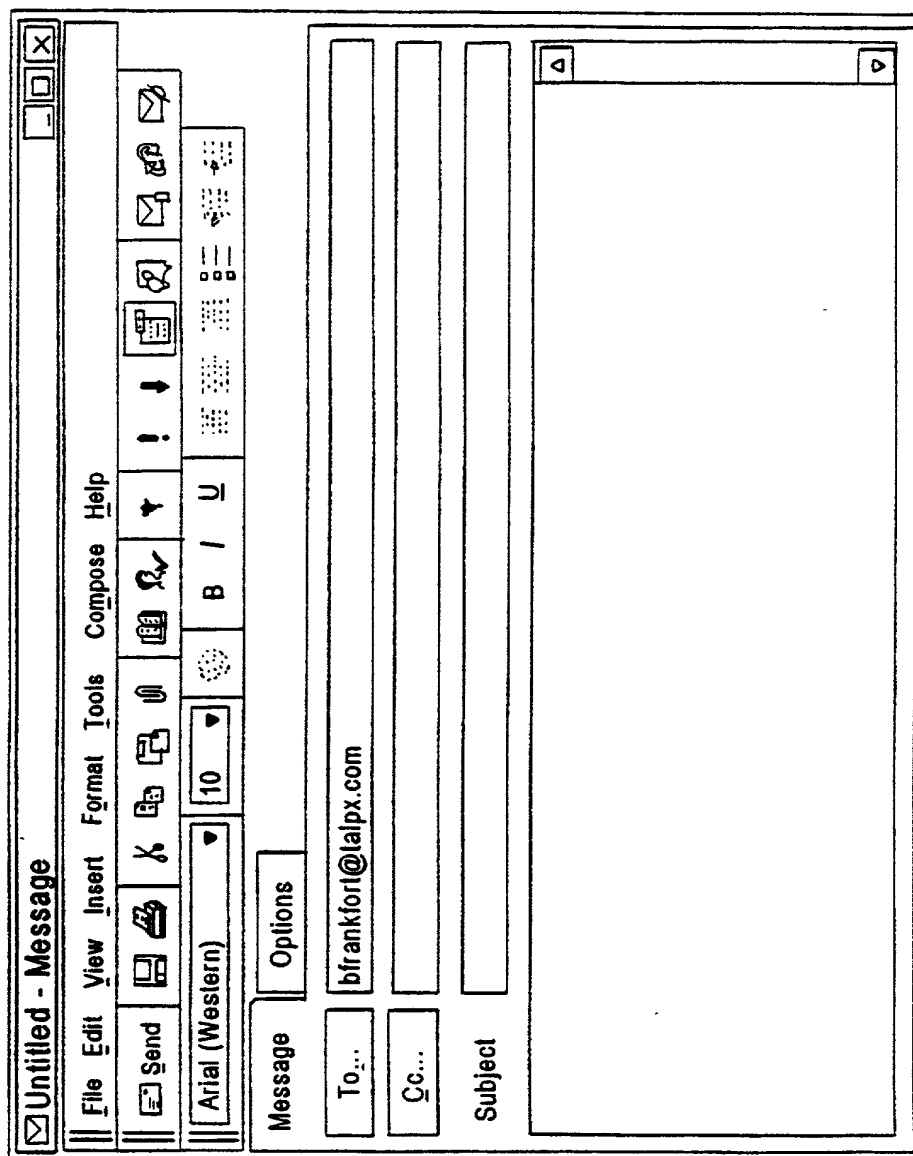 Untitled - Message
File Edit View Insert Format Tools Compose Help
Send
Arial (Western) 10 B I U
Message Options
To... bfrankfort@talpx.com
Cc...
Subject